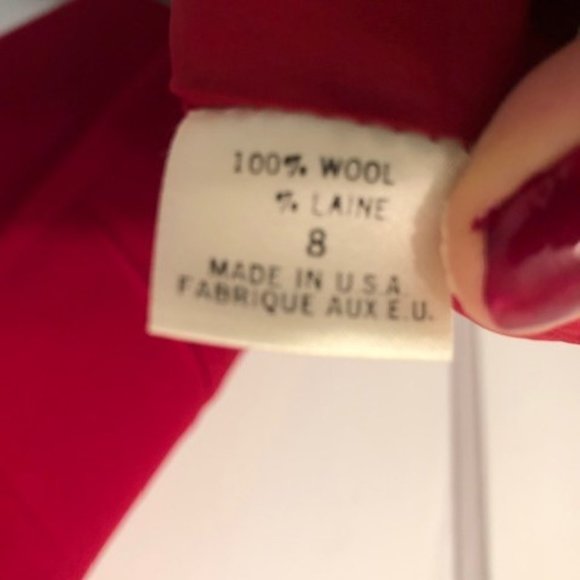 100% WOOL
% LAINE
8
MADE IN U.S.A
FABRIQUE AUX E.U.